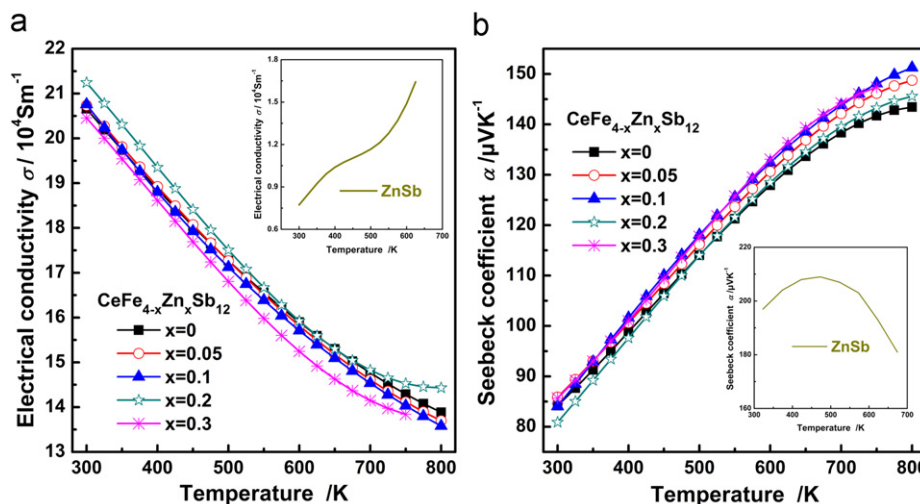 a
Electrical conductivity σ / 10⁴Sm⁻¹
22
21
20
19
18
17
16
15
14
13
300 400 500 600 700 800
Temperature /K
CeFe₄₋ₓZnₓSb₁₂
x=0
x=0.05
x=0.1
x=0.2
x=0.3
Electrical conductivity σ / 10⁴Sm⁻¹
1.8
1.5
1.2
0.9
0.6
200 300 400 500 600 700
Temperature /K
ZnSb
b
Seebeck coefficient α /μVK⁻¹
150
140
130
120
110
100
90
80
300 400 500 600 700 800
Temperature /K
CeFe₄₋ₓZnₓSb₁₂
x=0
x=0.05
x=0.1
x=0.2
x=0.3
Seebeck coefficient α /μVK⁻¹
220
200
180
160
300 400 500 600 700
Temperature /K
ZnSb